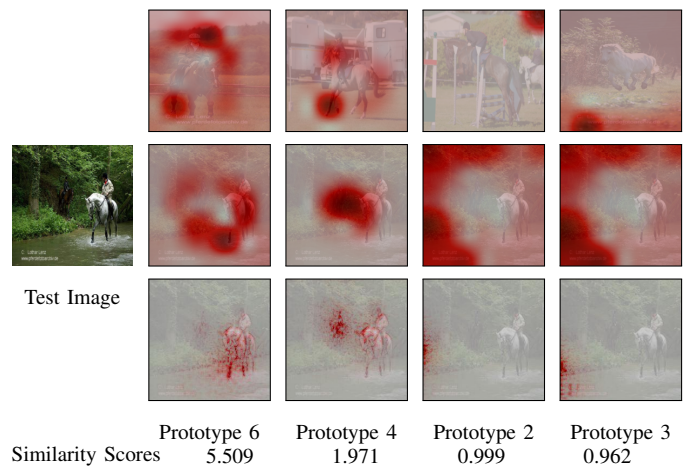 Test Image
Prototype 6 Prototype 4 Prototype 2 Prototype 3
Similarity Scores 5.509 1.971 0.999 0.962